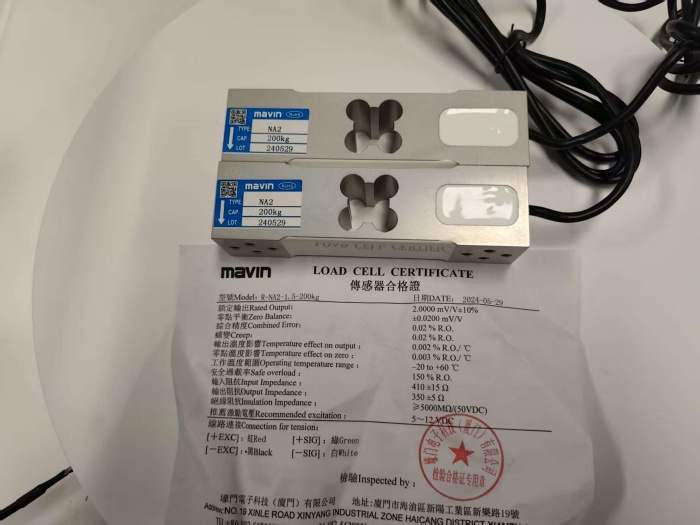 mavin RoHS
TYPE NA2
CAP 200kg
LOT 240529
mavin RoHS
TYPE NA2
CAP 200kg
LOT 240529
mavin LOAD CELL CERTIFICATE
傳感器合格證
型號Model: R-NA2-1.5-200kg 日期DATE: 2024-05-29
額定輸出Rated Output: 2.0000 mV/V±10%
零點平衡Zero Balance: ±0.0200 mV/V
綜合精度Combined Error: 0.02 % R.O.
蠕變Creep: 0.02 % R.O.
輸出溫度影響Temperature effect on output : 0.002 % R.O./ ℃
零點溫度影響Temperature effect on zero : 0.003 % R.O./ ℃
工作溫度範圍Operating temperature range : -20 to +60 ℃
安全過載率Safe overload : 150 % R.O.
輸入阻抗Input Impedance : 410 ±15 Ω
輸出阻抗Output Impedance : 350 ±5 Ω
絕緣阻抗Insulation Impedance : ≥5000MΩ/(50VDC)
推薦激勵電壓Recommended excitation : 5~12VDC
線路連接Connection for tension:
[+EXC]: 紅Red [+SIG]: 綠Green
[-EXC]: 黑Black [-SIG]: 白White
檢驗合格證专用章
檢驗Inspected by :
電子科技（廈門）有限公司 地址:廈門市海滄區新陽工業區新樂路19號
NO.19 XINLE ROAD XINYANG INDUSTRIAL ZONE HAICANG DISTRICT